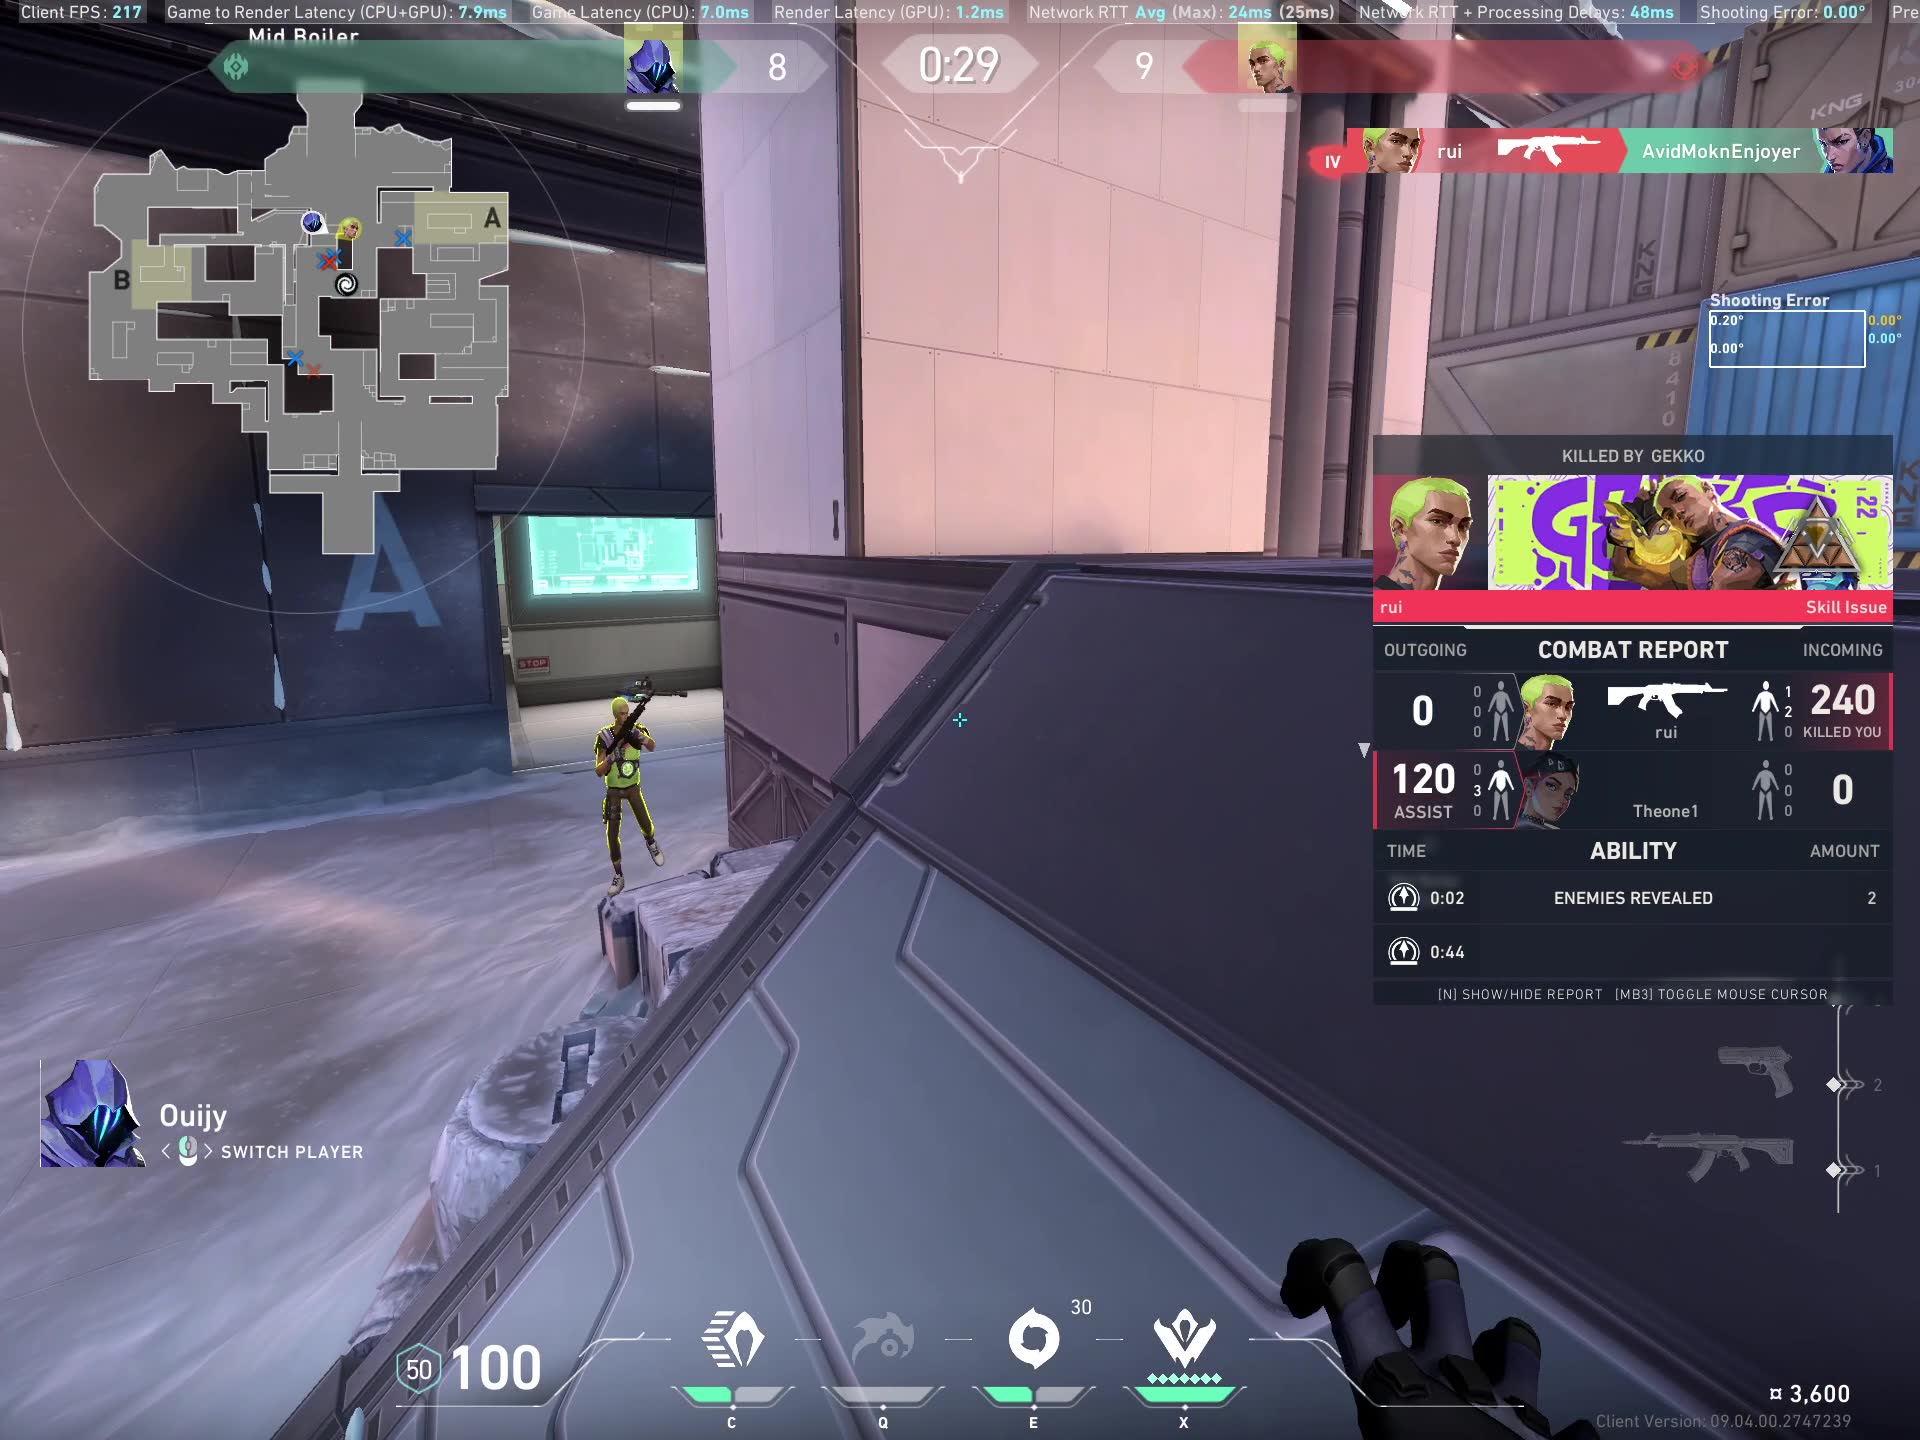 Client FPS: 217 Game to Render Latency (CPU+GPU): 7.9ms Game Latency (CPU): 7.0ms Render Latency (GPU): 1.2ms Network RTT Avg (Max): 24ms (25ms) Network RTT + Processing Delays: 48ms Shooting Error: 0.00° Pre
Mid Boiler
8 0:29 9
IV rui AvidMoknEnjoyer
A
B
KNG
KNG
8410
Shooting Error
0.20° 0.00°
0.00° 0.00°
A
STOP
KILLED BY GEKKO
22
rui Skill Issue
OUTGOING COMBAT REPORT INCOMING
0 0 0 0 rui 1 2 0 240 KILLED YOU
120 ASSIST 0 3 0 Theone1 0 0 0 0
TIME ABILITY AMOUNT
0:02 ENEMIES REVEALED 2
0:44
[N] SHOW/HIDE REPORT [MB3] TOGGLE MOUSE CURSOR
2
1
Ouijy
< > SWITCH PLAYER
50 100
30
C Q E X
¤ 3,600
Client Version: 09.04.00.2747239